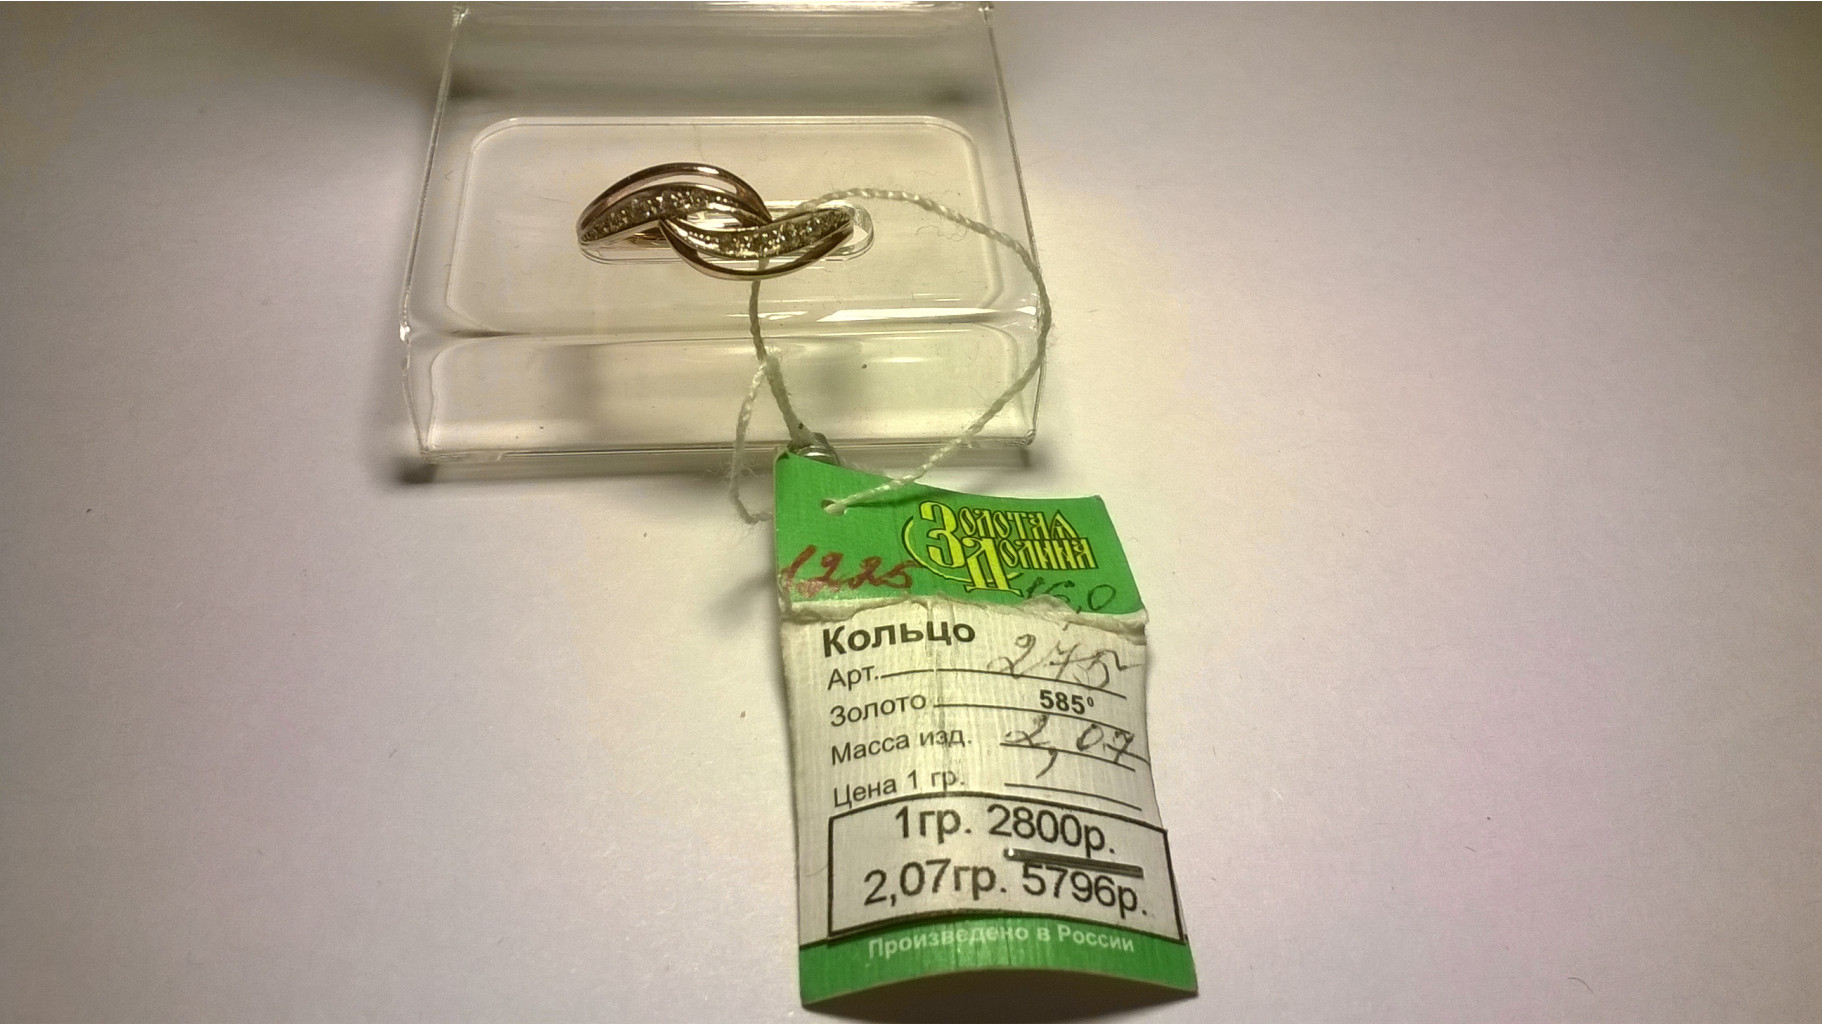 Золотая
Долина
1225
16,0
Кольцо
Арт. 275
Золото 585°
Масса изд. 2,07
Цена 1 гр.
1гр. 2800р.
2,07гр. 5796р.
Произведено в России